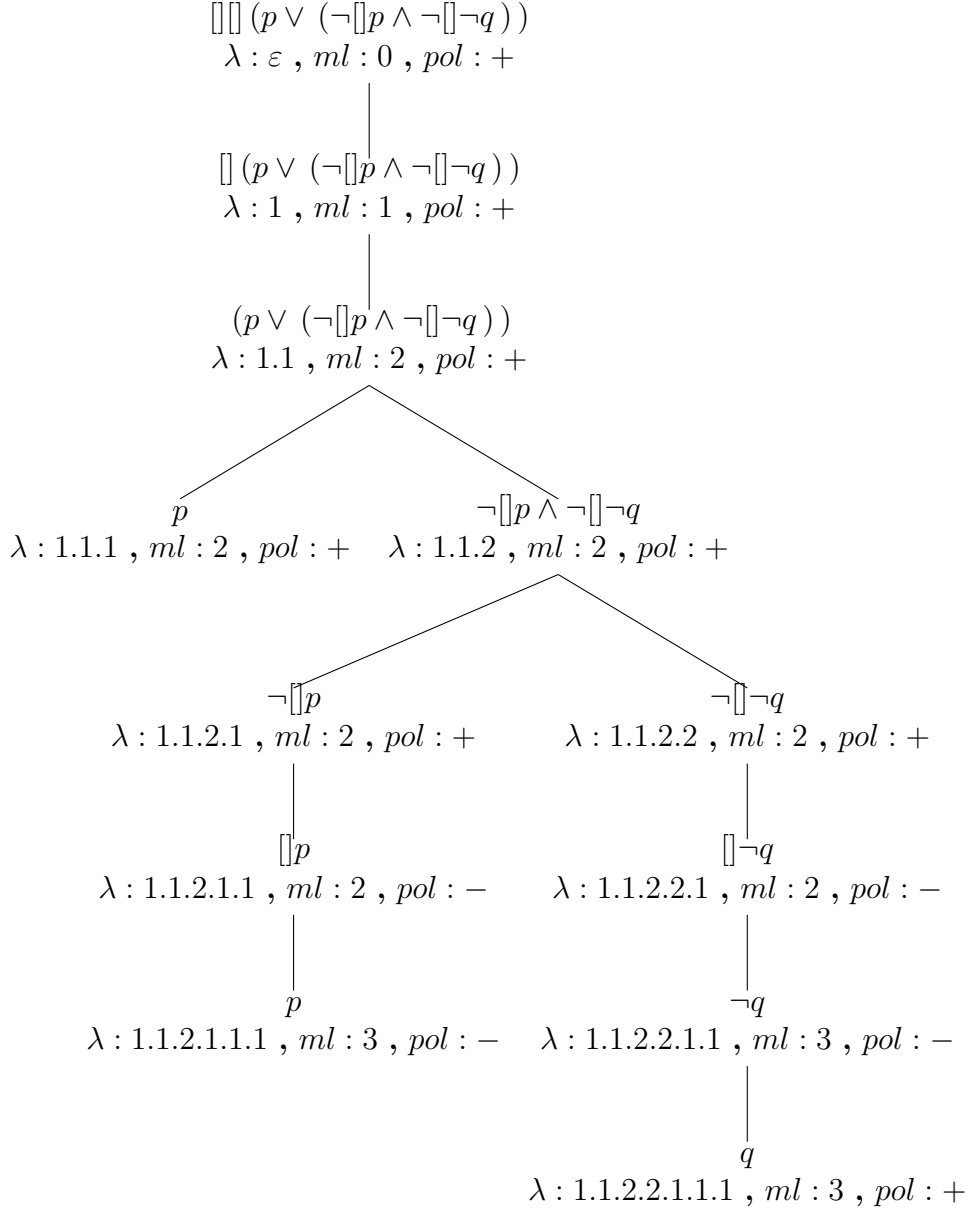 [][] (p ∨ (¬[]p ∧ ¬[]¬q ) )
λ : ε , ml : 0 , pol : +
[] (p ∨ (¬[]p ∧ ¬[]¬q ) )
λ : 1 , ml : 1 , pol : +
(p ∨ (¬[]p ∧ ¬[]¬q ) )
λ : 1.1 , ml : 2 , pol : +
p ¬[]p ∧ ¬[]¬q
λ : 1.1.1 , ml : 2 , pol : + λ : 1.1.2 , ml : 2 , pol : +
¬[]p ¬[]¬q
λ : 1.1.2.1 , ml : 2 , pol : + λ : 1.1.2.2 , ml : 2 , pol : +
[]p []¬q
λ : 1.1.2.1.1 , ml : 2 , pol : − λ : 1.1.2.2.1 , ml : 2 , pol : −
p ¬q
λ : 1.1.2.1.1.1 , ml : 3 , pol : − λ : 1.1.2.2.1.1 , ml : 3 , pol : −
q
λ : 1.1.2.2.1.1.1 , ml : 3 , pol : +